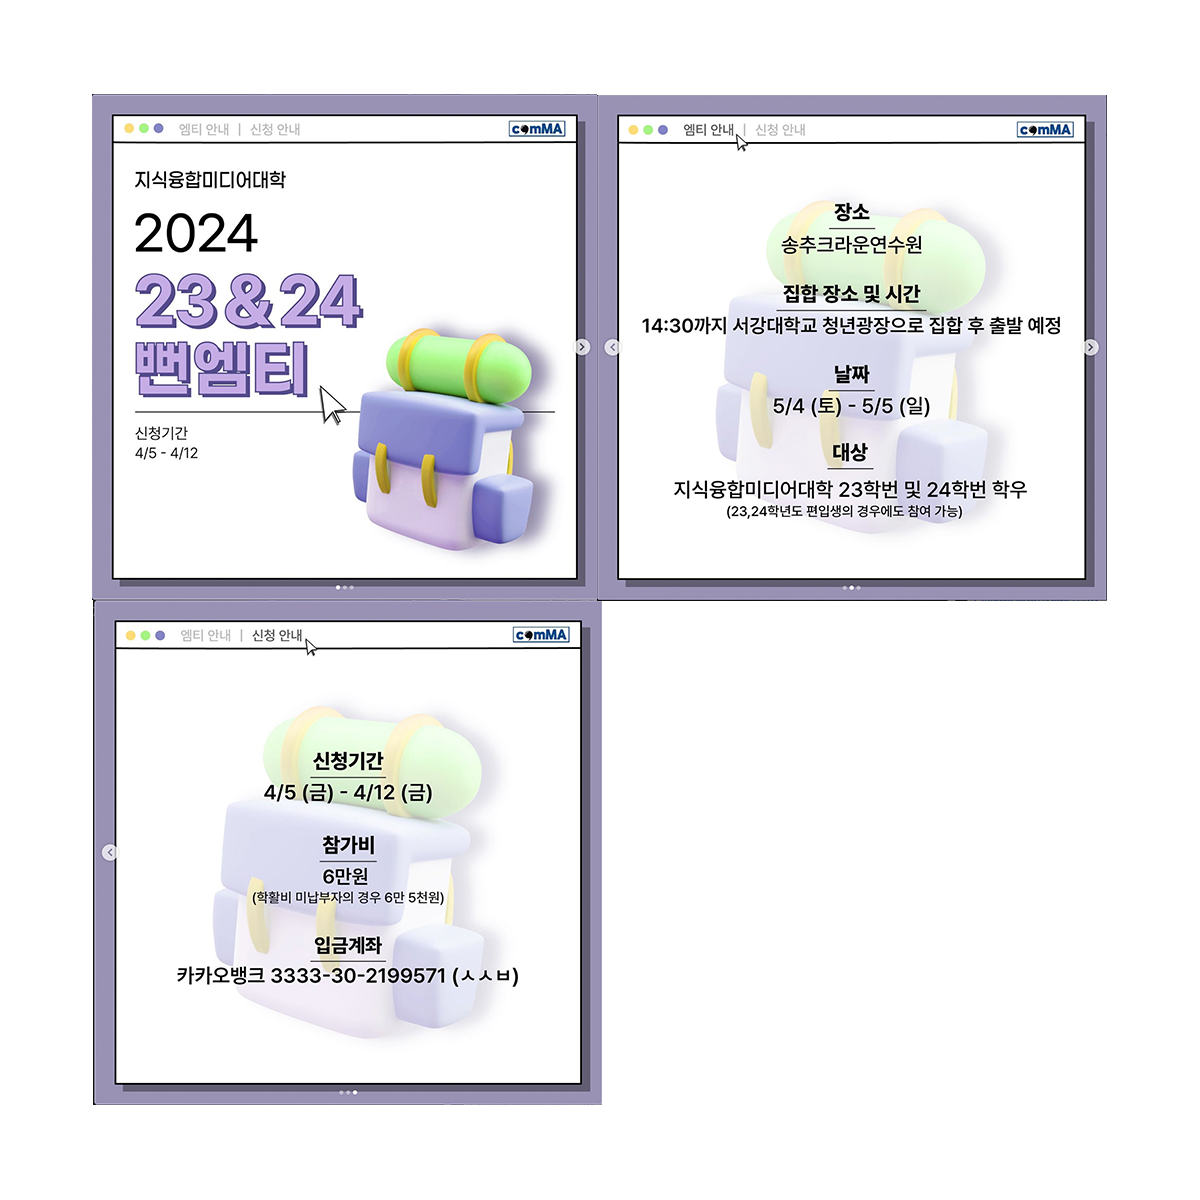 엠티 안내 | 신청 안내
comMA
지식융합미디어대학
2024
23&24
뻔엠티
신청기간
4/5 - 4/12
엠티 안내 | 신청 안내
comMA
장소
송추크라운연수원
집합 장소 및 시간
14:30까지 서강대학교 청년광장으로 집합 후 출발 예정
날짜
5/4 (토) - 5/5 (일)
대상
지식융합미디어대학 23학번 및 24학번 학우
(23,24학년도 편입생의 경우에도 참여 가능)
엠티 안내 | 신청 안내
comMA
신청기간
4/5 (금) - 4/12 (금)
참가비
6만원
(학활비 미납부자의 경우 6만 5천원)
입금계좌
카카오뱅크 3333-30-2199571 (ㅅㅅㅂ)